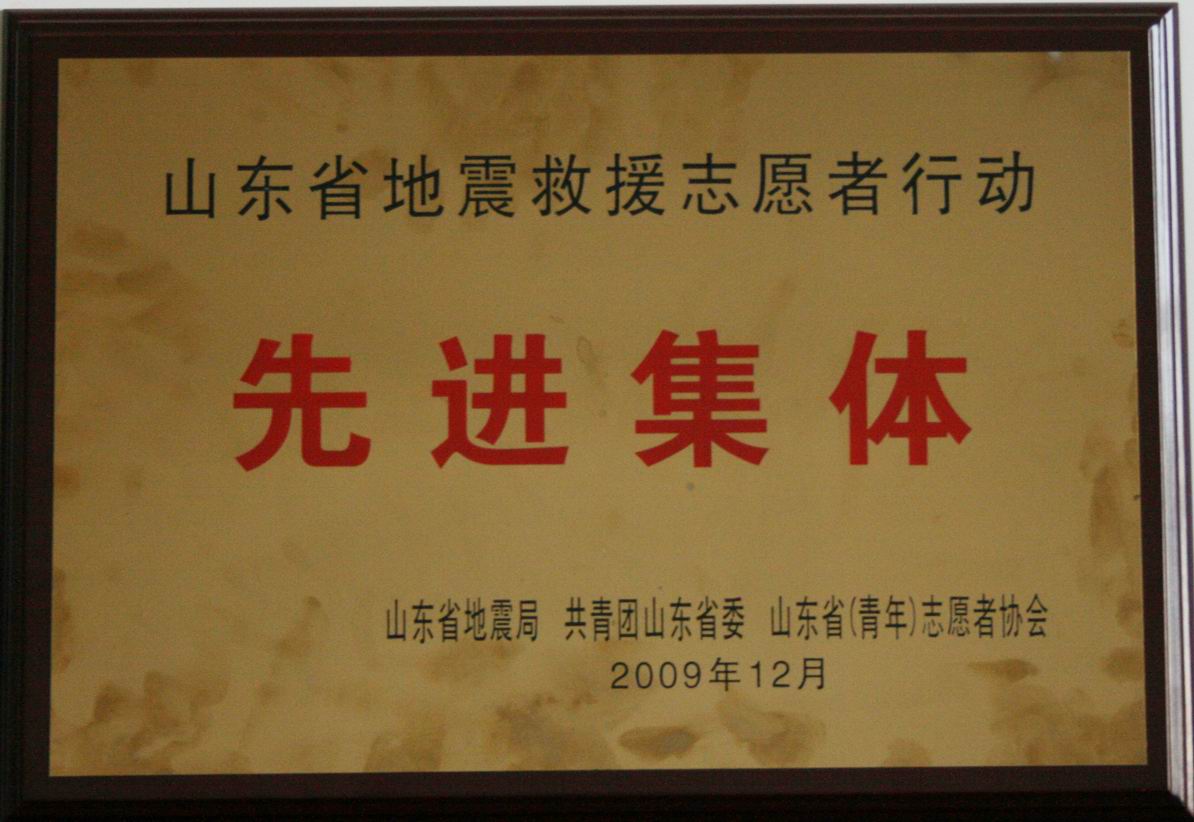 山东省地震救援志愿者行动
先进集体
山东省地震局 共青团山东省委 山东省(青年)志愿者协会
2009年12月